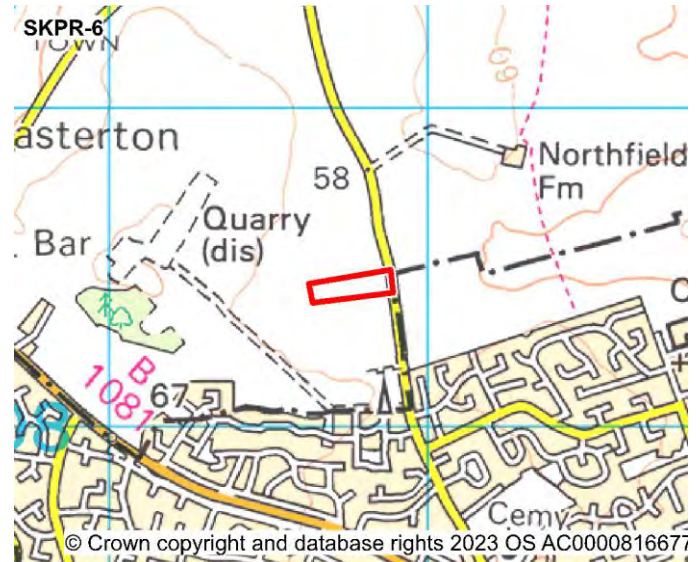 SKPR-6
TOWN
asterton
58
69
Northfield
Fm
Quarry
(dis)
Bar
B
1081
67
C
Cemy
© Crown copyright and database rights 2023 OS AC0000816677